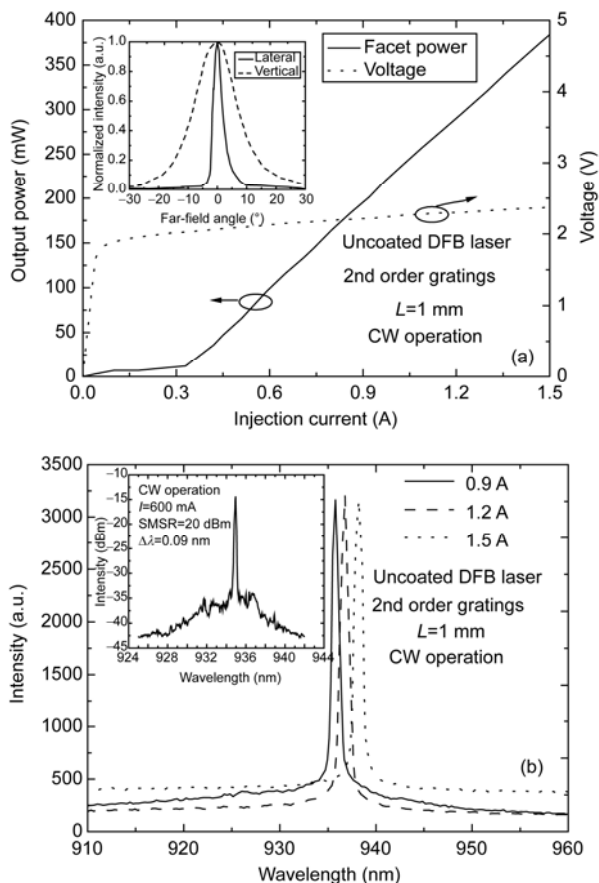 400
350
300
250
200
150
100
50
0
Output power (mW)
0.0 0.3 0.6 0.9 1.2 1.5
Injection current (A)
5
4
3
2
1
0
Voltage (V)
Facet power
Voltage
Uncoated DFB laser
2nd order gratings
L=1 mm
CW operation
(a)
1.0
0.8
0.6
0.4
0.2
0.0
Normalized intensity (a.u.)
Lateral
Vertical
−30 −20 −10 0 10 20 30
Far-field angle (°)
3500
3000
2500
2000
1500
1000
500
0
Intensity (a.u.)
910 920 930 940 950 960
Wavelength (nm)
0.9 A
1.2 A
1.5 A
Uncoated DFB laser
2nd order gratings
L=1 mm
CW operation
(b)
−10
−15
−20
−25
−30
−35
−40
−45
Intensity (dBm)
CW operation
I=600 mA
SMSR=20 dBm
Δλ=0.09 nm
924 928 932 936 940 944
Wavelength (nm)